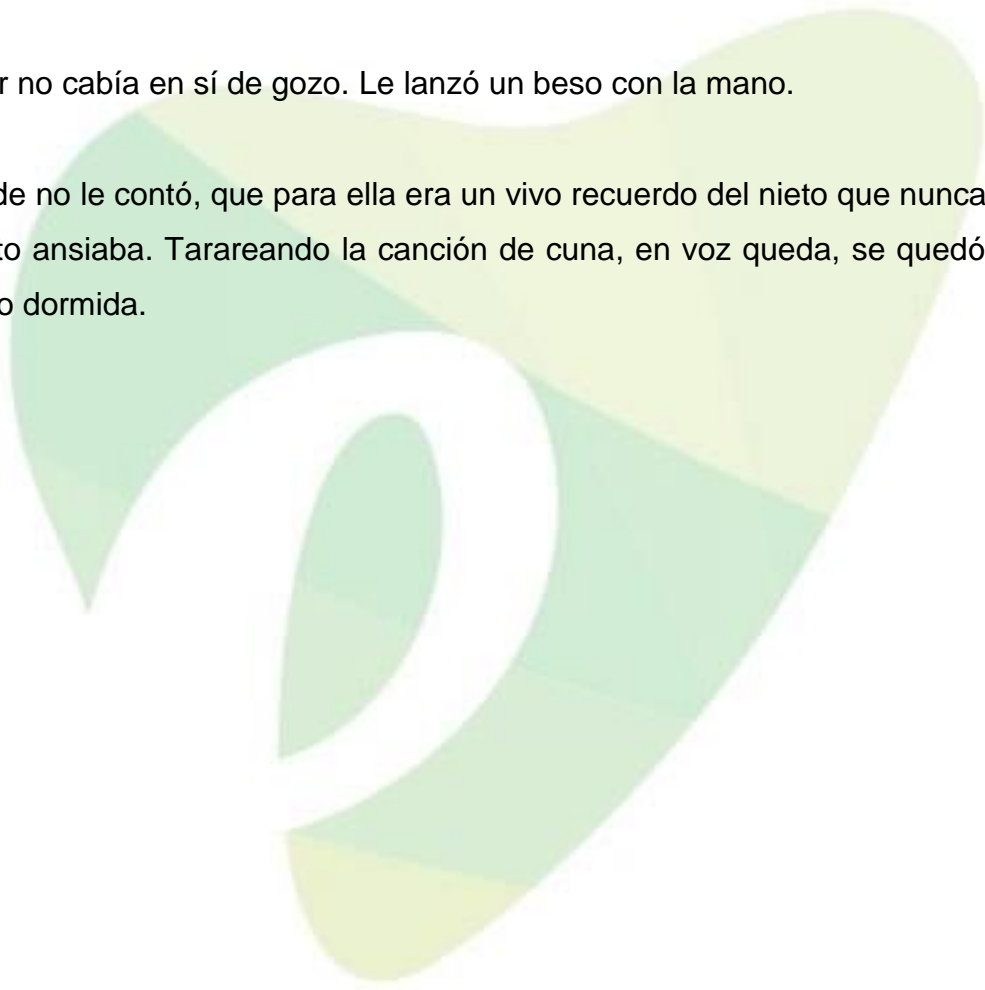 r no cabía en sí de gozo. Le lanzó un beso con la mano.
de no le contó, que para ella era un vivo recuerdo del nieto que nunca
to ansiaba. Tarareando la canción de cuna, en voz queda, se quedó
o dormida.